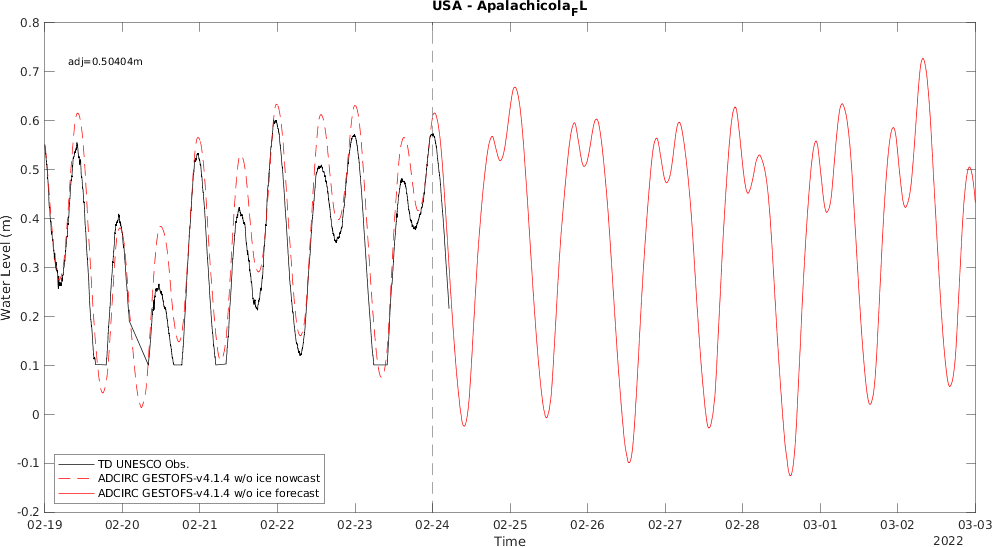 USA - Apalachicola_FL
0.8
0.7
0.6
0.5
0.4
0.3
0.2
0.1
0
-0.1
-0.2
Water Level (m)
adj=0.50404m
TD UNESCO Obs.
ADCIRC GESTOFS-v4.1.4 w/o ice nowcast
ADCIRC GESTOFS-v4.1.4 w/o ice forecast
02-19 02-20 02-21 02-22 02-23 02-24 02-25 02-26 02-27 02-28 03-01 03-02 03-03
Time
2022